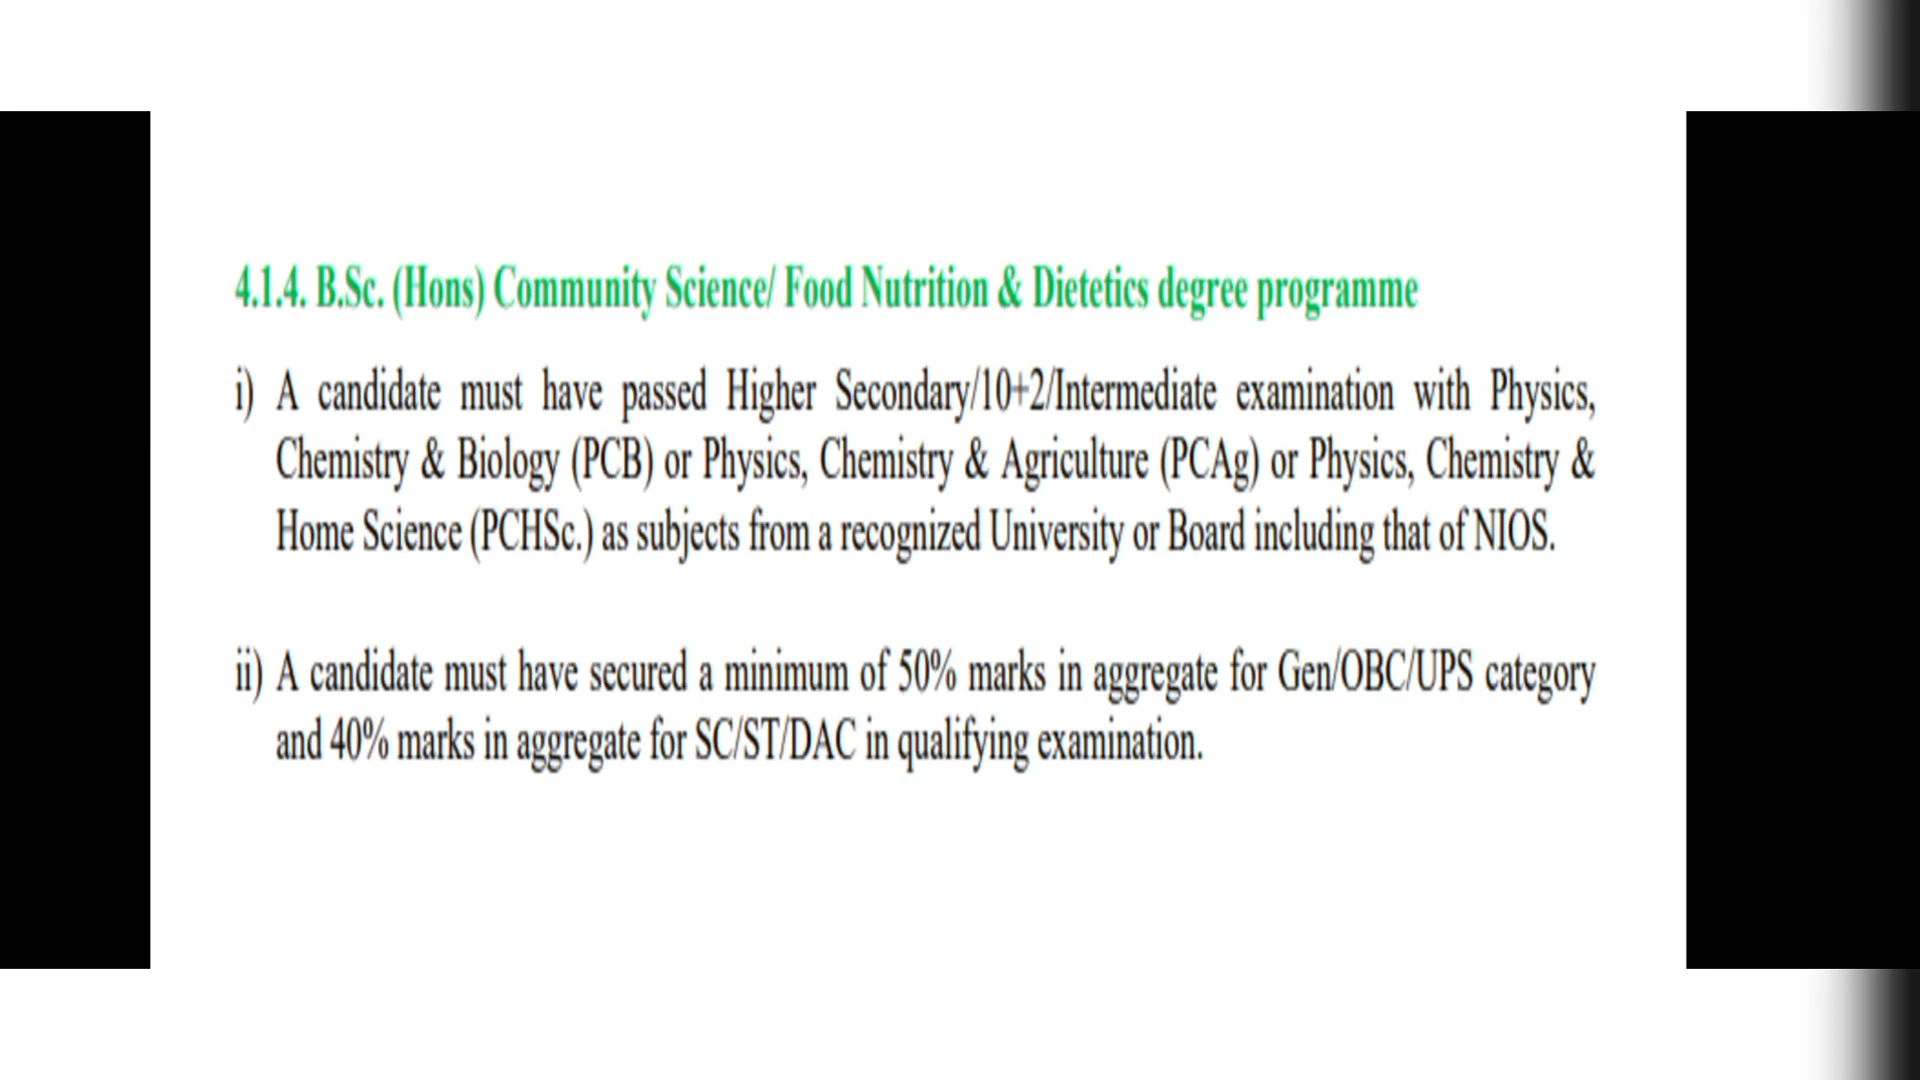 4.1.4. B.Sc. (Hons) Community Science/ Food Nutrition & Dietetics degree programme
i) A candidate must have passed Higher Secondary/10+2/Intermediate examination with Physics,
Chemistry & Biology (PCB) or Physics, Chemistry & Agriculture (PCAg) or Physics, Chemistry &
Home Science (PCHSc.) as subjects from a recognized University or Board including that of NIOS.
ii) A candidate must have secured a minimum of 50% marks in aggregate for Gen/OBC/UPS category
and 40% marks in aggregate for SC/ST/DAC in qualifying examination.